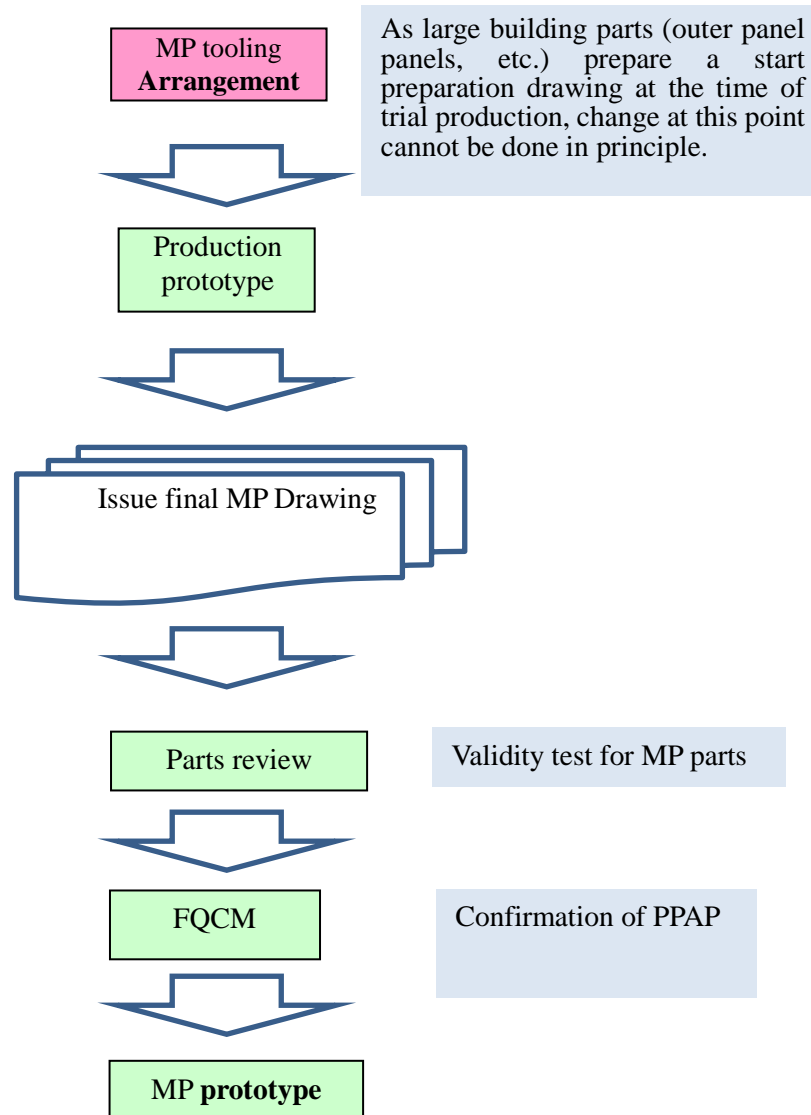 MP tooling
Arrangement
As large building parts (outer panel
panels, etc.) prepare a start
preparation drawing at the time of
trial production, change at this point
cannot be done in principle.
Production
prototype
Issue final MP Drawing
Parts review
Validity test for MP parts
FQCM
Confirmation of PPAP
MP prototype